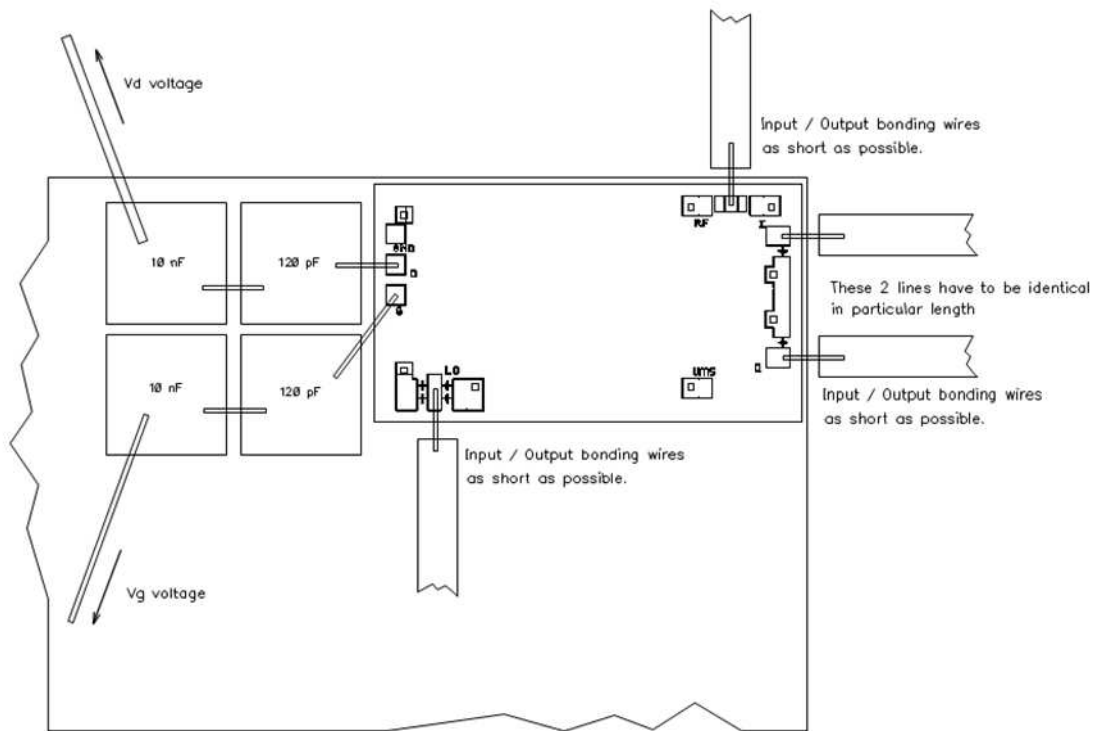 Vd voltage
Input / Output bonding wires
as short as possible.
RF
I
GND
10 nF
120 pF
D
These 2 lines have to be identical
in particular length
G
10 nF
120 pF
LO
UMS
Q
Input / Output bonding wires
as short as possible.
Input / Output bonding wires
as short as possible.
Vg voltage